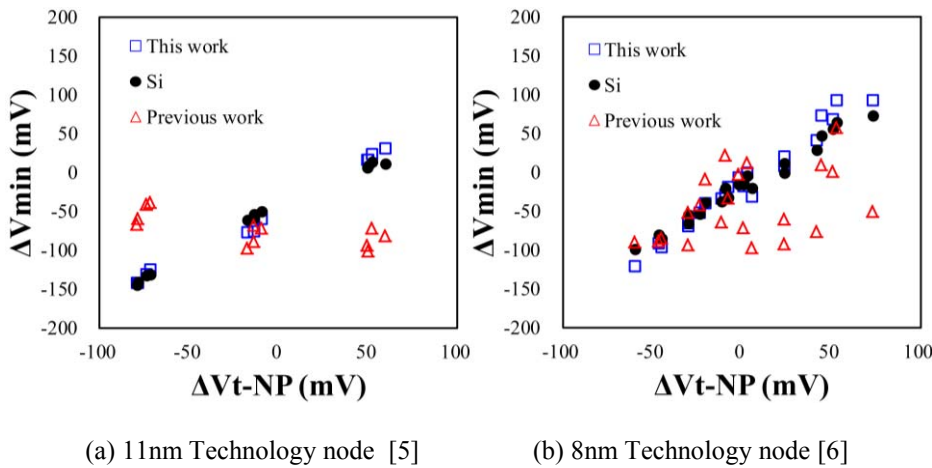 200
150
100
50
0
-50
-100
-150
-200
ΔVmin (mV)
This work
Si
Previous work
-100 -50 0 50 100
ΔVt-NP (mV)
200
150
100
50
0
-50
-100
-150
-200
ΔVmin (mV)
This work
Si
Previous work
-100 -50 0 50 100
ΔVt-NP (mV)
(a) 11nm Technology node [5]
(b) 8nm Technology node [6]